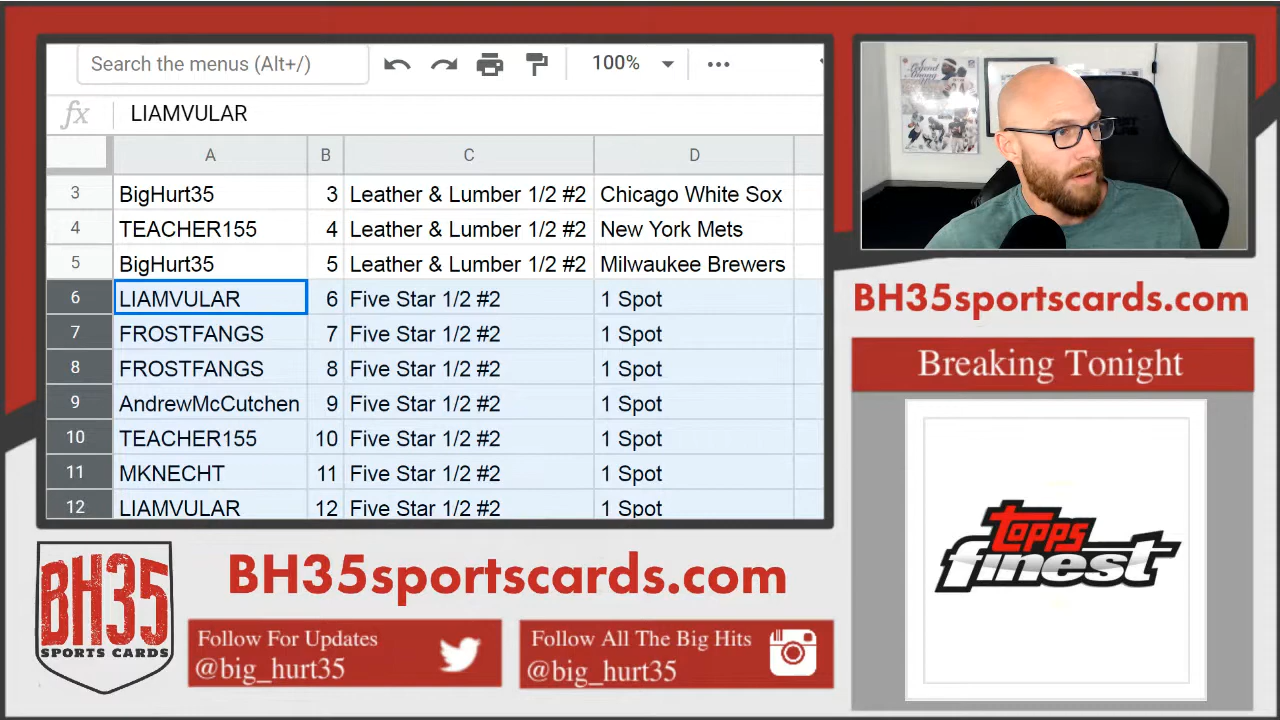 Search the menus (Alt+/)
100%
fx
LIAMVULAR
A B C D
3 BigHurt35 3 Leather & Lumber 1/2 #2 Chicago White Sox
4 TEACHER155 4 Leather & Lumber 1/2 #2 New York Mets
5 BigHurt35 5 Leather & Lumber 1/2 #2 Milwaukee Brewers
6 LIAMVULAR 6 Five Star 1/2 #2 1 Spot
7 FROSTFANGS 7 Five Star 1/2 #2 1 Spot
8 FROSTFANGS 8 Five Star 1/2 #2 1 Spot
9 AndrewMcCutchen 9 Five Star 1/2 #2 1 Spot
10 TEACHER155 10 Five Star 1/2 #2 1 Spot
11 MKNECHT 11 Five Star 1/2 #2 1 Spot
12 LIAMVULAR 12 Five Star 1/2 #2 1 Spot
BH35sportscards.com
Breaking Tonight
topps
finest
BH35
SPORTS CARDS
BH35sportscards.com
Follow For Updates
@big_hurt35
Follow All The Big Hits
@big_hurt35